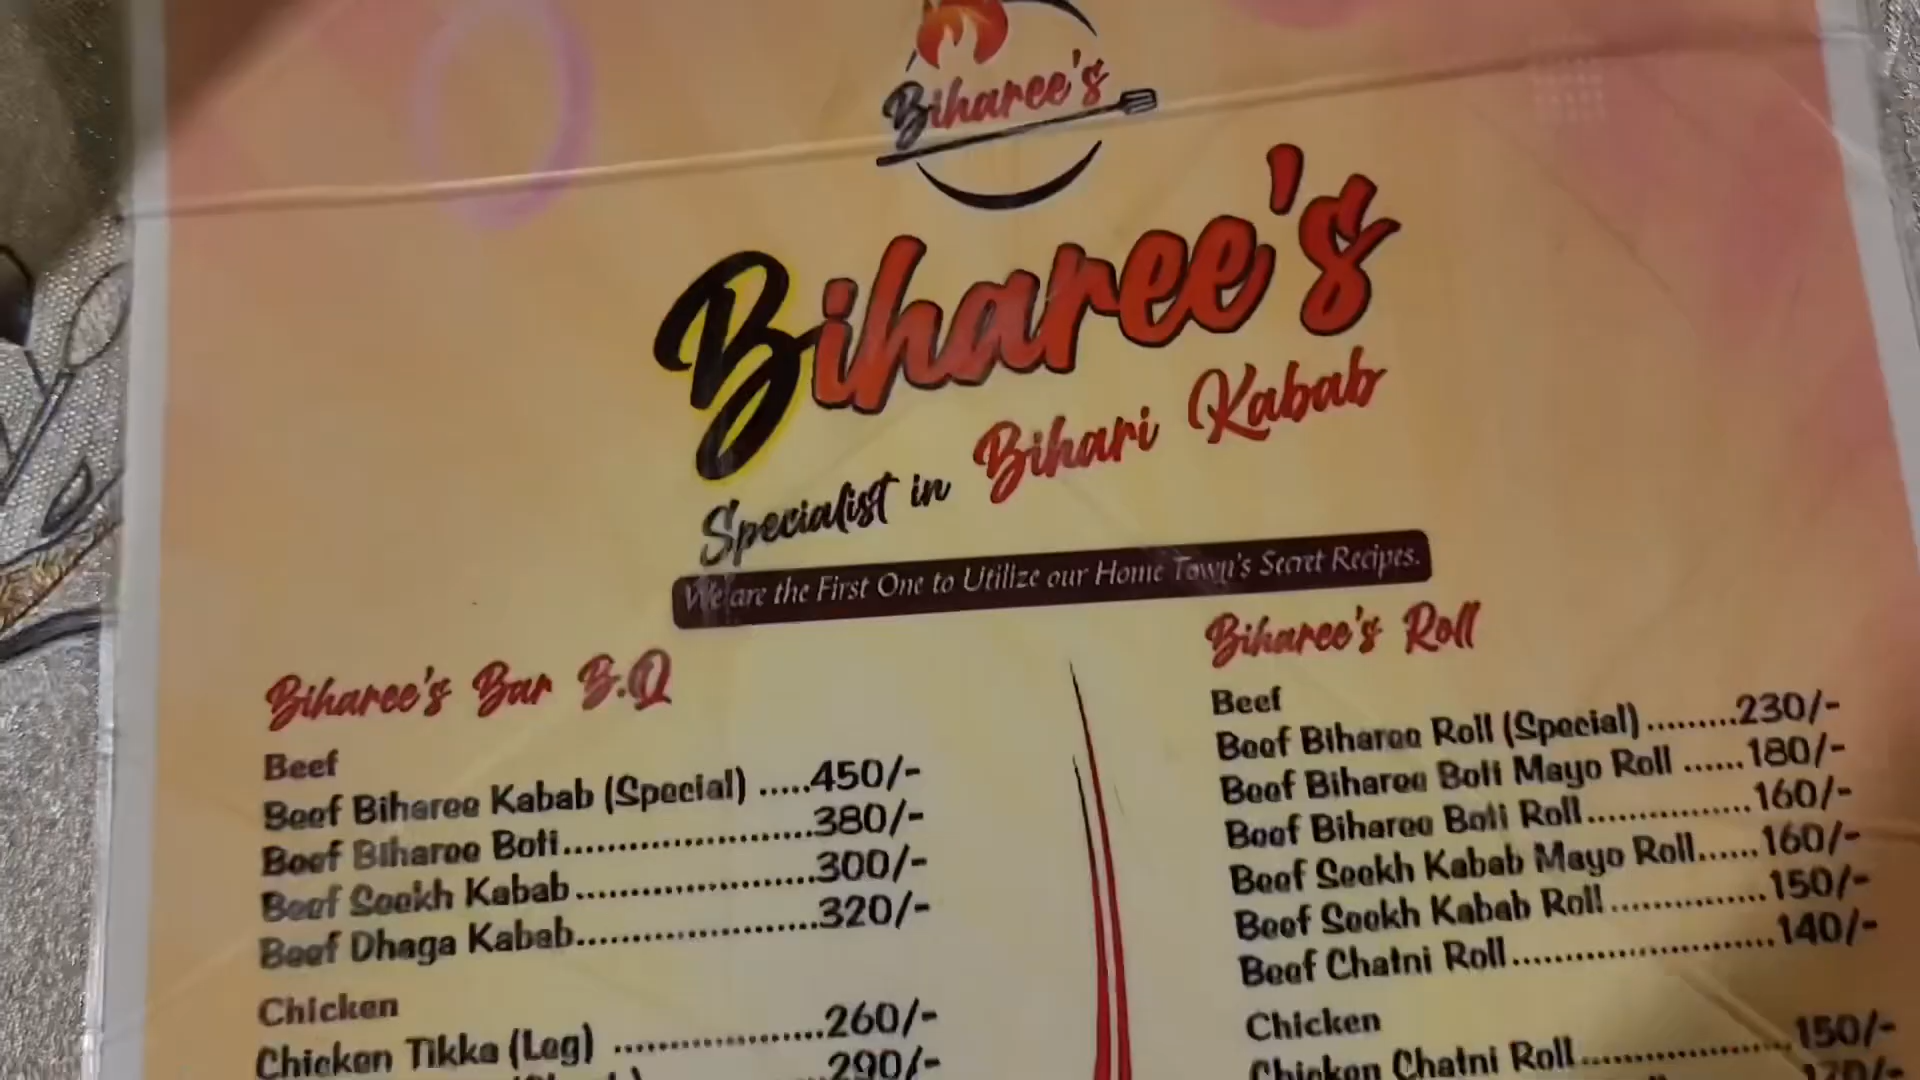 Biharee's
Biharee's
Specialist in Bihari Kabab
We are the First One to Utilize our Home Town's Secret Recipes.
Biharee's Bar B.Q
Beef
Beef Biharee Kabab (Special) .....450/-
Beef Biharee Boti......................380/-
Beef Seekh Kabab.....................300/-
Beef Dhaga Kabab.....................320/-
Chicken
Chicken Tikka (Leg) ..................260/-
290/-
Biharee's Roll
Beef
Beef Biharee Roll (Special).........230/-
Beef Biharee Boti Mayo Roll ......180/-
Beef Biharee Boti Roll...............160/-
Beef Seekh Kabab Mayo Roll......160/-
Beef Seekh Kabab Roll..............150/-
Beef Chatni Roll.......................140/-
Chicken
Chicken Chatni Roll..................150/-
170/-